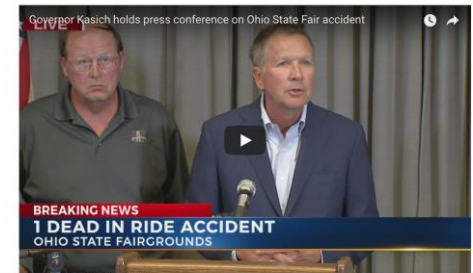 Governor Kasich holds press conference on Ohio State Fair accident
LIVE
BREAKING NEWS
1 DEAD IN RIDE ACCIDENT
OHIO STATE FAIRGROUNDS